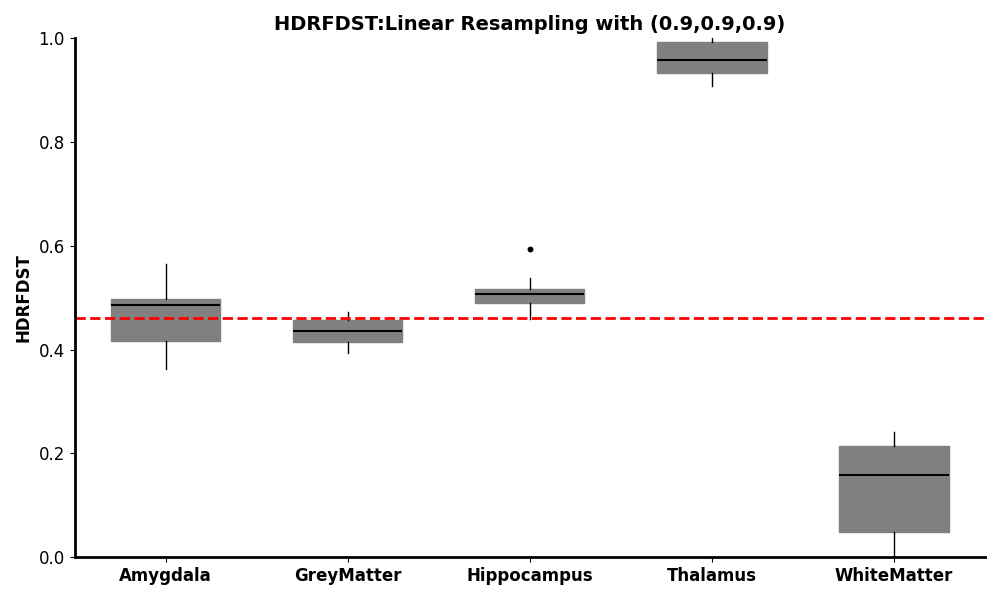 HDRFDST:Linear Resampling with (0.9,0.9,0.9)
1.0
0.8
0.6
0.4
0.2
0.0
HDRFDST
Amygdala GreyMatter Hippocampus Thalamus WhiteMatter